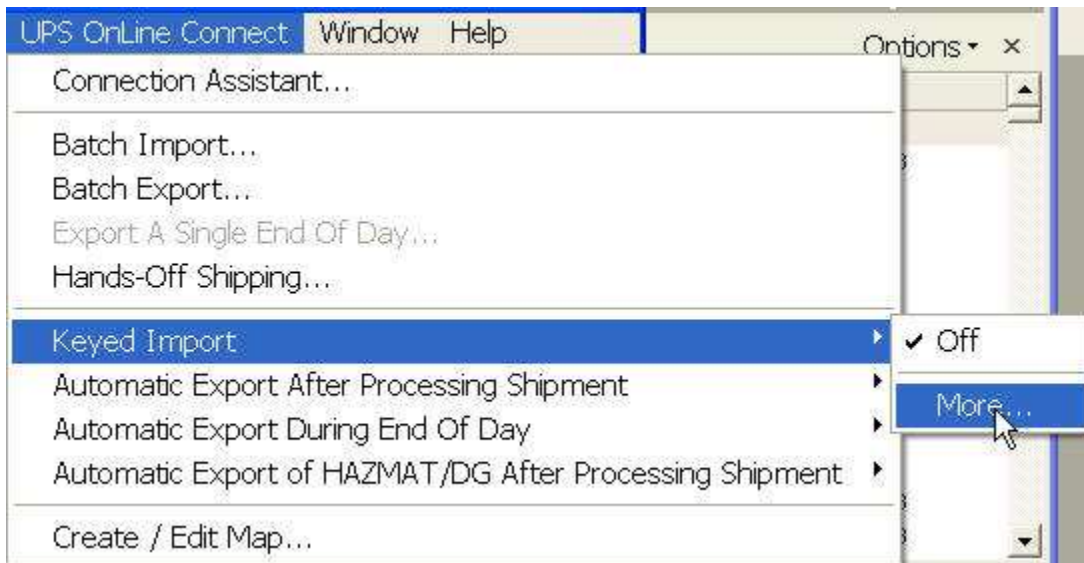 UPS OnLine Connect Window Help
Options
Connection Assistant...
Batch Import...
Batch Export...
Export A Single End Of Day...
Hands-Off Shipping...
Keyed Import
Off
Automatic Export After Processing Shipment
More...
Automatic Export During End Of Day
Automatic Export of HAZMAT/DG After Processing Shipment
Create / Edit Map...